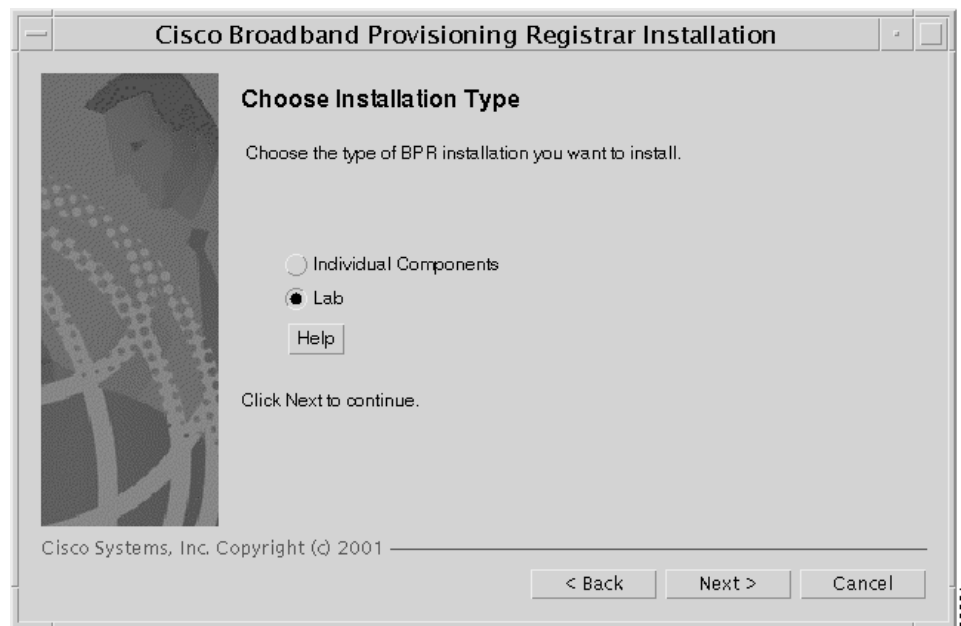 Cisco Broadband Provisioning Registrar Installation
Choose Installation Type
Choose the type of BPR installation you want to install.
Individual Components
Lab
Help
Click Next to continue.
Cisco Systems, Inc. Copyright (c) 2001
< Back
Next >
Cancel